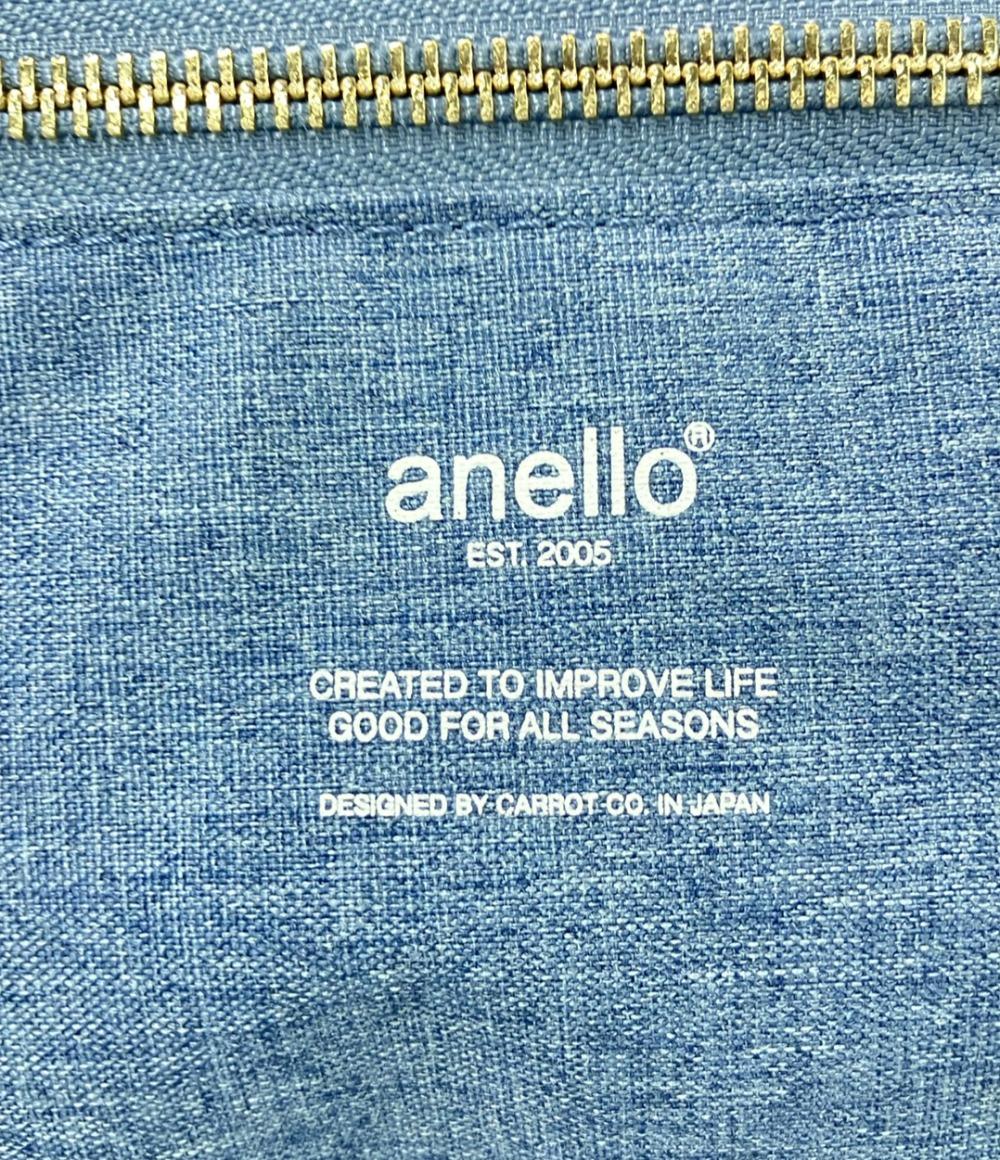 anello®
EST. 2005
CREATED TO IMPROVE LIFE
GOOD FOR ALL SEASONS
DESIGNED BY CARROT CO. IN JAPAN